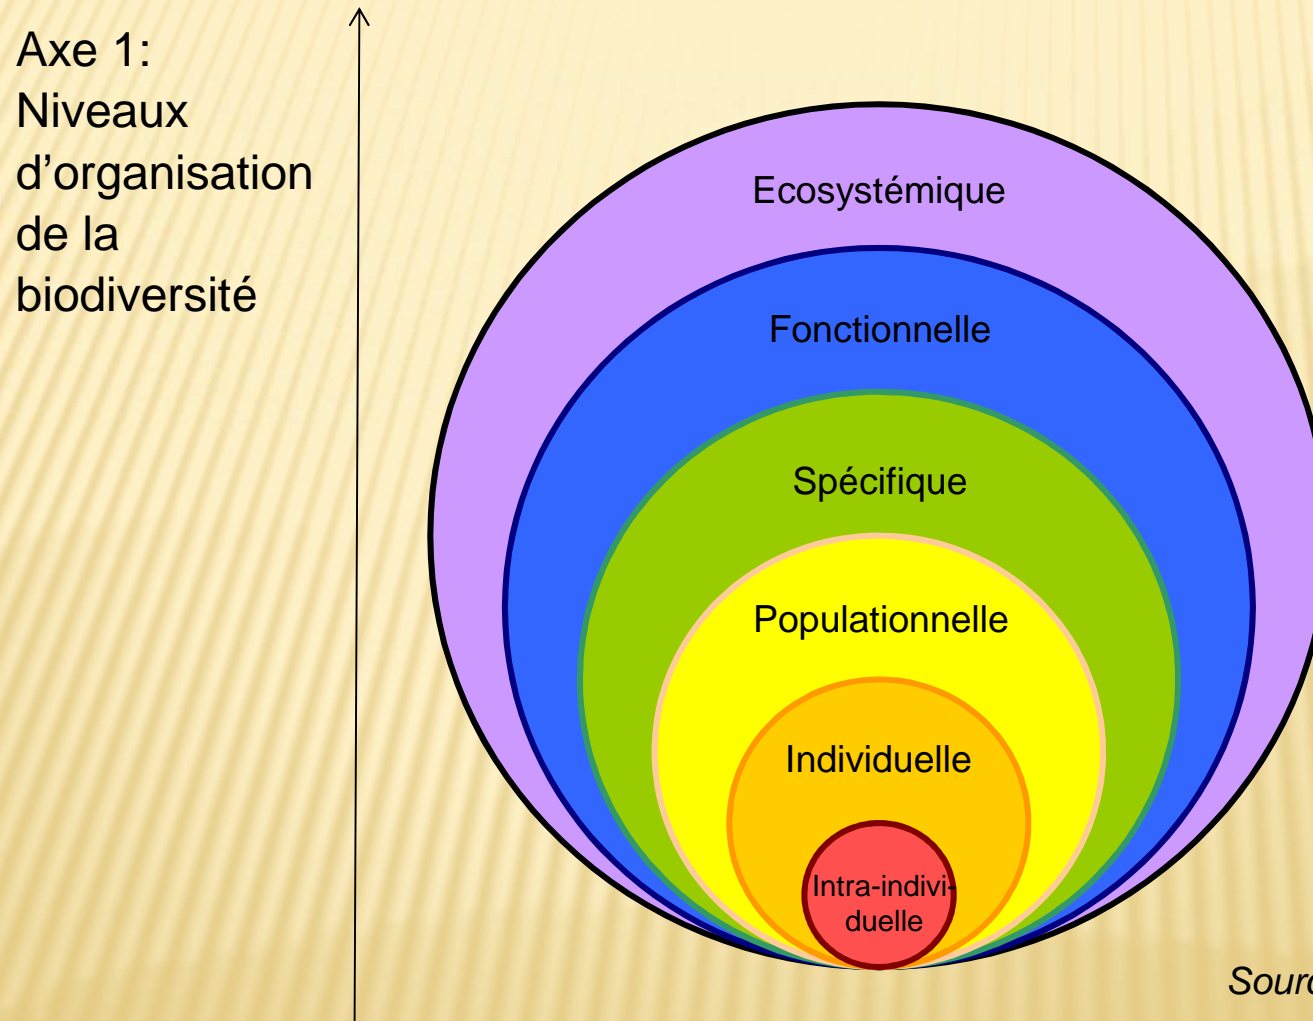 Axe 1:
Niveaux
d’organisation
de la
biodiversité
Ecosystémique
Fonctionnelle
Spécifique
Populationnelle
Individuelle
Intra-indivi-
duelle